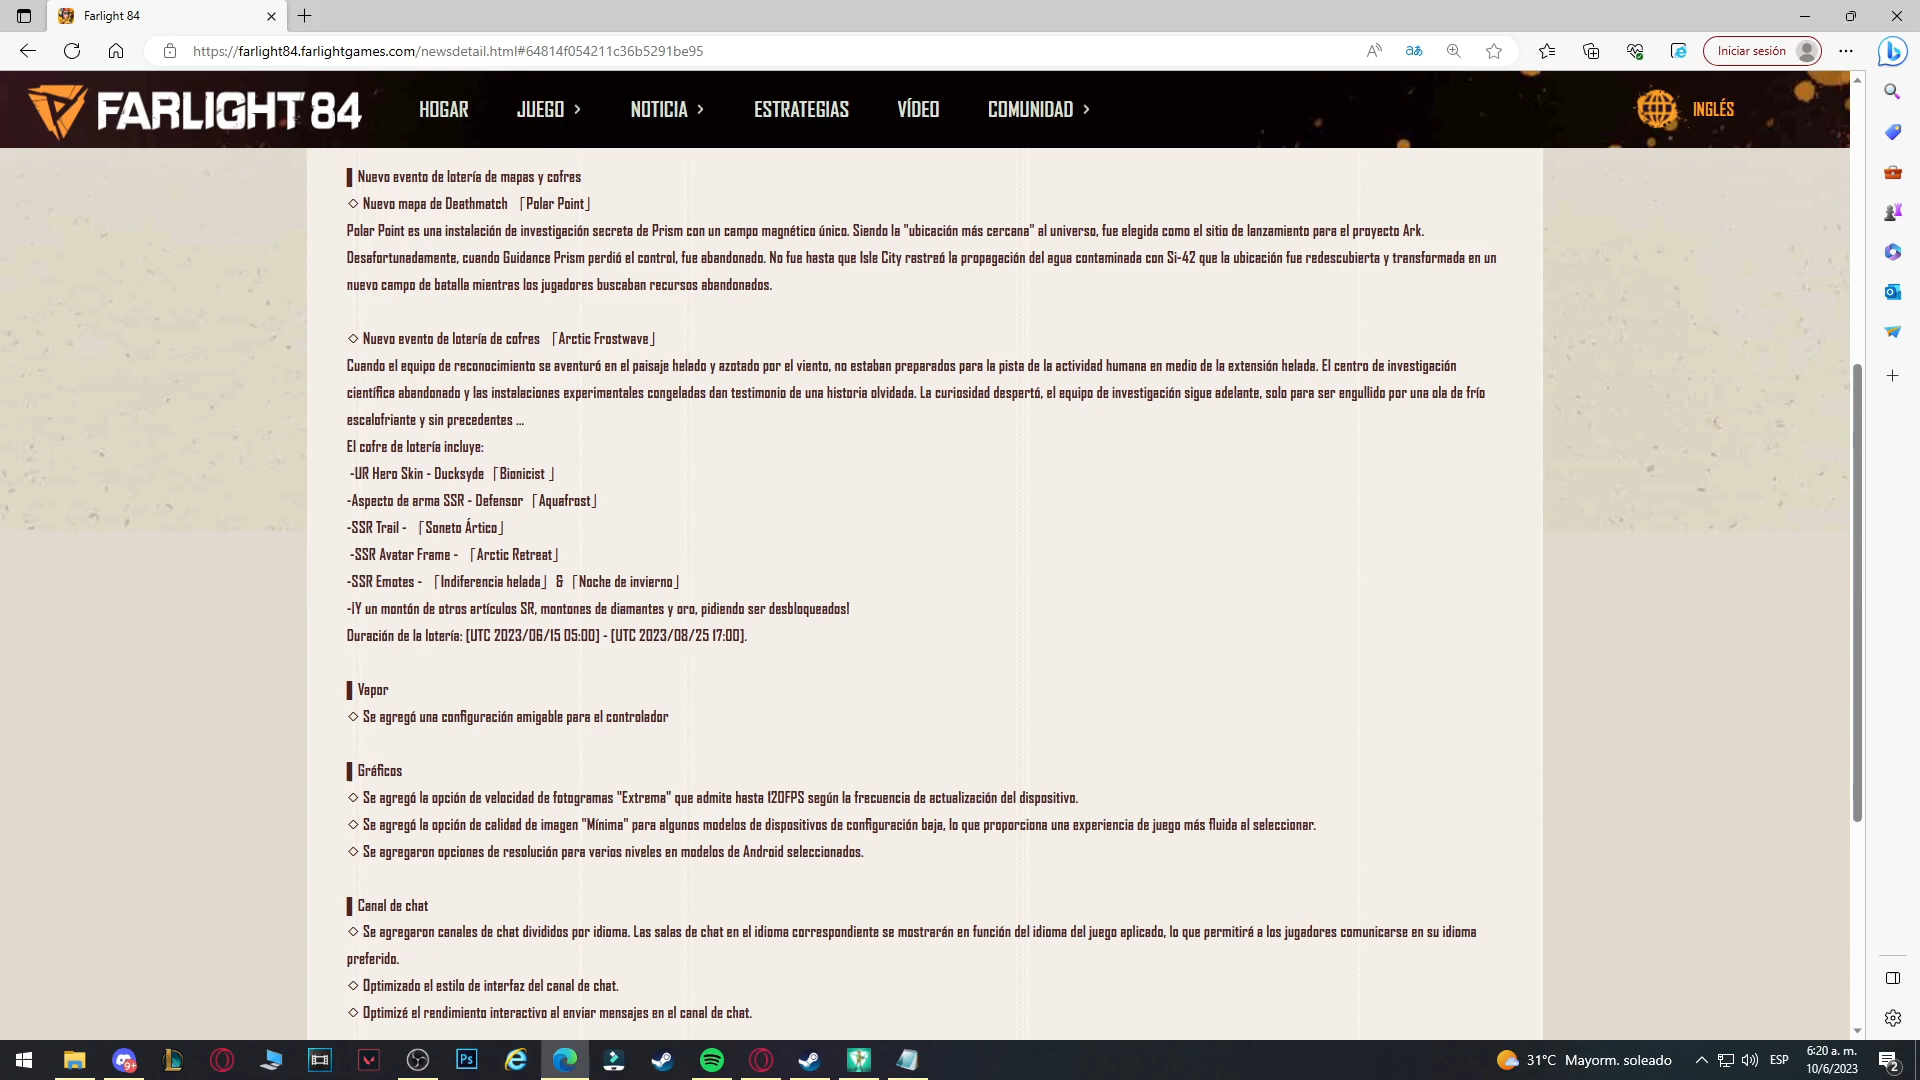 Farlight 84
https://farlight84.farlightgames.com/newsdetail.html#64814f054211c36b5291be95
Iniciar sesión
FARLIGHT 84
HOGAR
JUEGO
NOTICIA
ESTRATEGIAS
VÍDEO
COMUNIDAD
INGLÉS
▌Nuevo evento de lotería de mapas y cofres
◇ Nuevo mapa de Deathmatch 「Polar Point」
Polar Point es una instalación de investigación secreta de Prism con un campo magnético único. Siendo la "ubicación más cercana" al universo, fue elegida como el sitio de lanzamiento para el proyecto Ark.
Desafortunadamente, cuando Guidance Prism perdió el control, fue abandonado. No fue hasta que Isle City rastreó la propagación del agua contaminada con Si-42 que la ubicación fue redescubierta y transformada en un
nuevo campo de batalla mientras los jugadores buscaban recursos abandonados.
◇ Nuevo evento de lotería de cofres 「Arctic Frostwave」
Cuando el equipo de reconocimiento se aventuró en el paisaje helado y azotado por el viento, no estaban preparados para la pista de la actividad humana en medio de la extensión helada. El centro de investigación
científica abandonado y las instalaciones experimentales congeladas dan testimonio de una historia olvidada. La curiosidad despertó, el equipo de investigación sigue adelante, solo para ser engullido por una ola de frío
escalofriante y sin precedentes ...
El cofre de lotería incluye:
-UR Hero Skin - Ducksyde 「Bionicist 」
-Aspecto de arma SSR - Defensor 「Aquafrost」
-SSR Trail - 「Soneto Ártico」
-SSR Avatar Frame - 「Arctic Retreat」
-SSR Emotes - 「Indiferencia helada」 & 「Noche de invierno」
-¡Y un montón de otros artículos SR, montones de diamantes y oro, pidiendo ser desbloqueados!
Duración de la lotería: [UTC 2023/06/15 05:00] - [UTC 2023/08/25 17:00].
▌Vapor
◇ Se agregó una configuración amigable para el controlador
▌Gráficos
◇ Se agregó la opción de velocidad de fotogramas "Extrema" que admite hasta 120FPS según la frecuencia de actualización del dispositivo.
◇ Se agregó la opción de calidad de imagen "Mínima" para algunos modelos de dispositivos de configuración baja, lo que proporciona una experiencia de juego más fluida al seleccionar.
◇ Se agregaron opciones de resolución para varios niveles en modelos de Android seleccionados.
▌Canal de chat
◇ Se agregaron canales de chat divididos por idioma. Las salas de chat en el idioma correspondiente se mostrarán en función del idioma del juego aplicado, lo que permitirá a los jugadores comunicarse en su idioma
preferido.
◇ Optimizado el estilo de interfaz del canal de chat.
◇ Optimizé el rendimiento interactivo al enviar mensajes en el canal de chat.
9+
Ps
31°C Mayorm. soleado
ESP
6:20 a. m.
10/6/2023
2